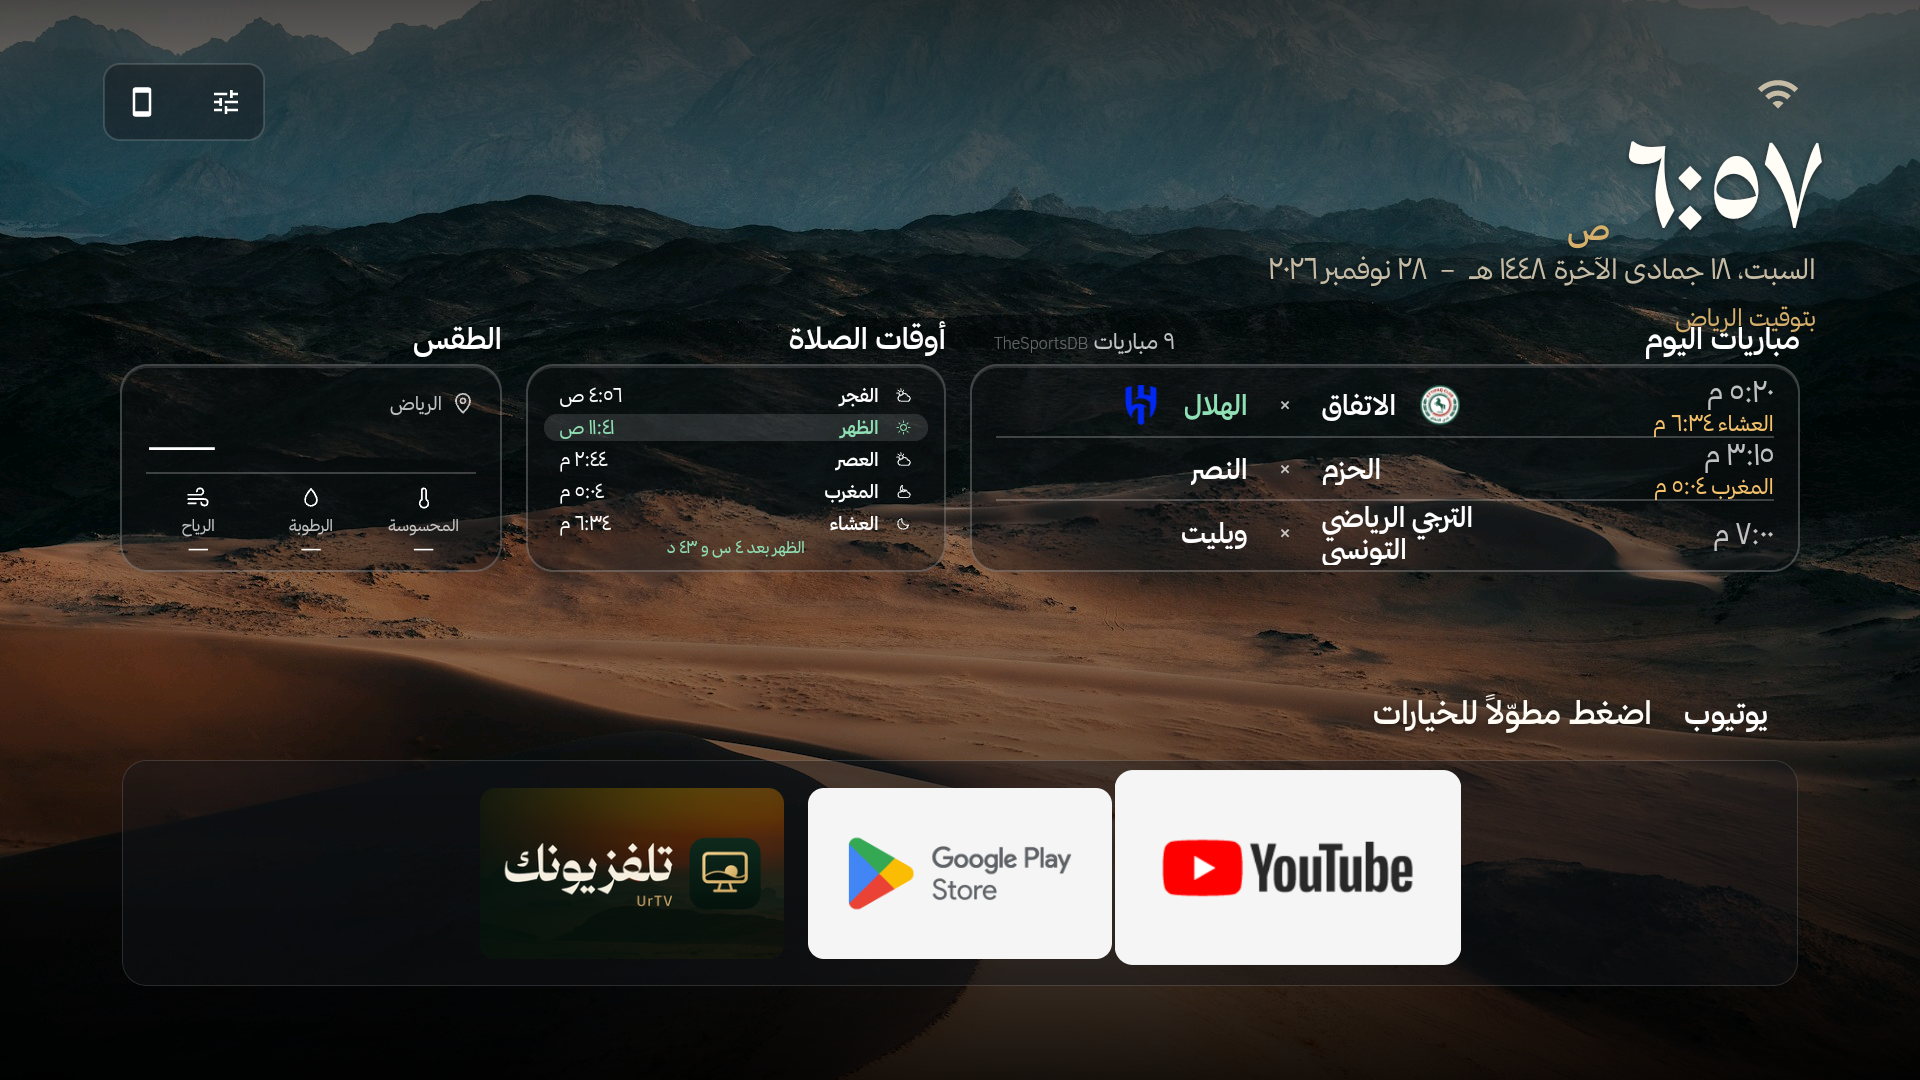 ٦:٥٧ ص
السبت، ١٨ جمادى الآخرة ١٤٤٨ هـ – ٢٨ نوفمبر ٢٠٢٦
بتوقيت الرياض
مباريات اليوم
٩ مباريات TheSportsDB
٥:٢٠ م
العشاء ٦:٣٤ م
الاتفاق × الهلال
٣:١٥ م
المغرب ٥:٠٤ م
الحزم × النصر
٧:٠٠ م
الترجي الرياضي
التونسي
× ويليت
أوقات الصلاة
الفجر ٤:٥٦ ص
الظهر ١١:٤١ ص
العصر ٢:٤٤ م
المغرب ٥:٠٤ م
العشاء ٦:٣٤ م
الظهر بعد ٤ س و ٤٣ د
الطقس
الرياض
المحسوسة الرطوبة الرياح
يوتيوب اضغط مطوّلاً للخيارات
YouTube
Google Play
Store
تلفزيونك
UrTV